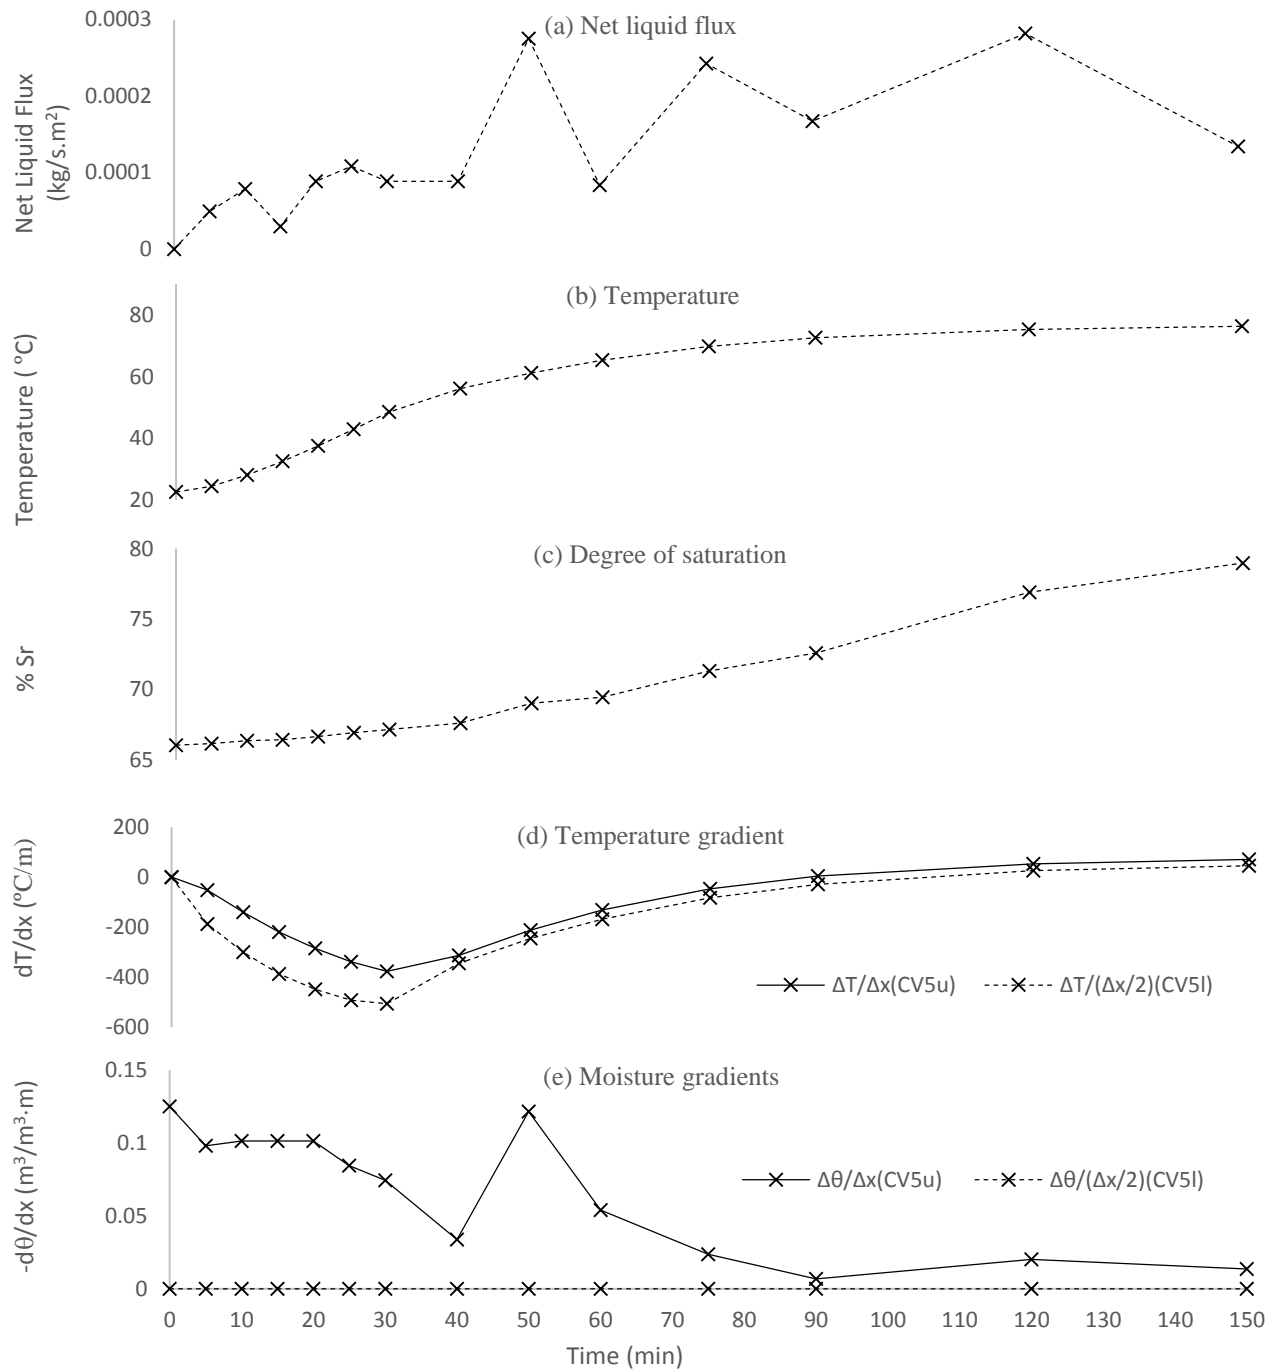 (a) Net liquid flux
0.0003
0.0002
0.0001
0
Net Liquid Flux
(kg/s.m²)
(b) Temperature
80
60
40
20
Temperature ( °C)
(c) Degree of saturation
80
75
70
65
% Sr
(d) Temperature gradient
200
0
-200
-400
-600
dT/dx (°C/m)
ΔT/Δx(CV5u) ΔT/(Δx/2)(CV5l)
(e) Moisture gradients
0.15
0.1
0.05
0
-dθ/dx (m³/m³·m)
Δθ/Δx(CV5u) Δθ/(Δx/2)(CV5l)
0 10 20 30 40 50 60 70 80 90 100 110 120 130 140 150
Time (min)